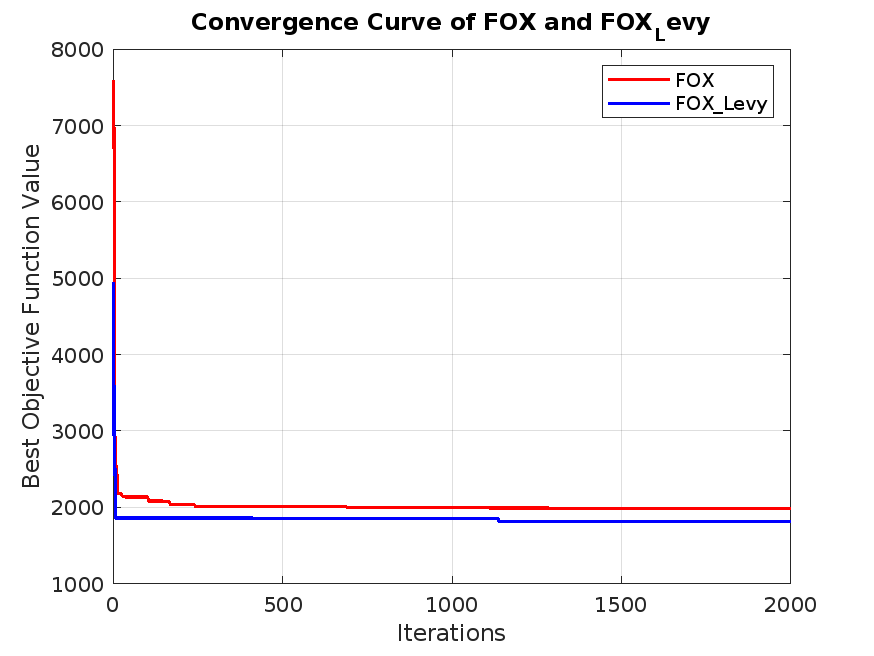 Convergence Curve of FOX and FOX_Levy
FOX
FOX_Levy
Best Objective Function Value
8000
7000
6000
5000
4000
3000
2000
1000
0
500
1000
1500
2000
Iterations